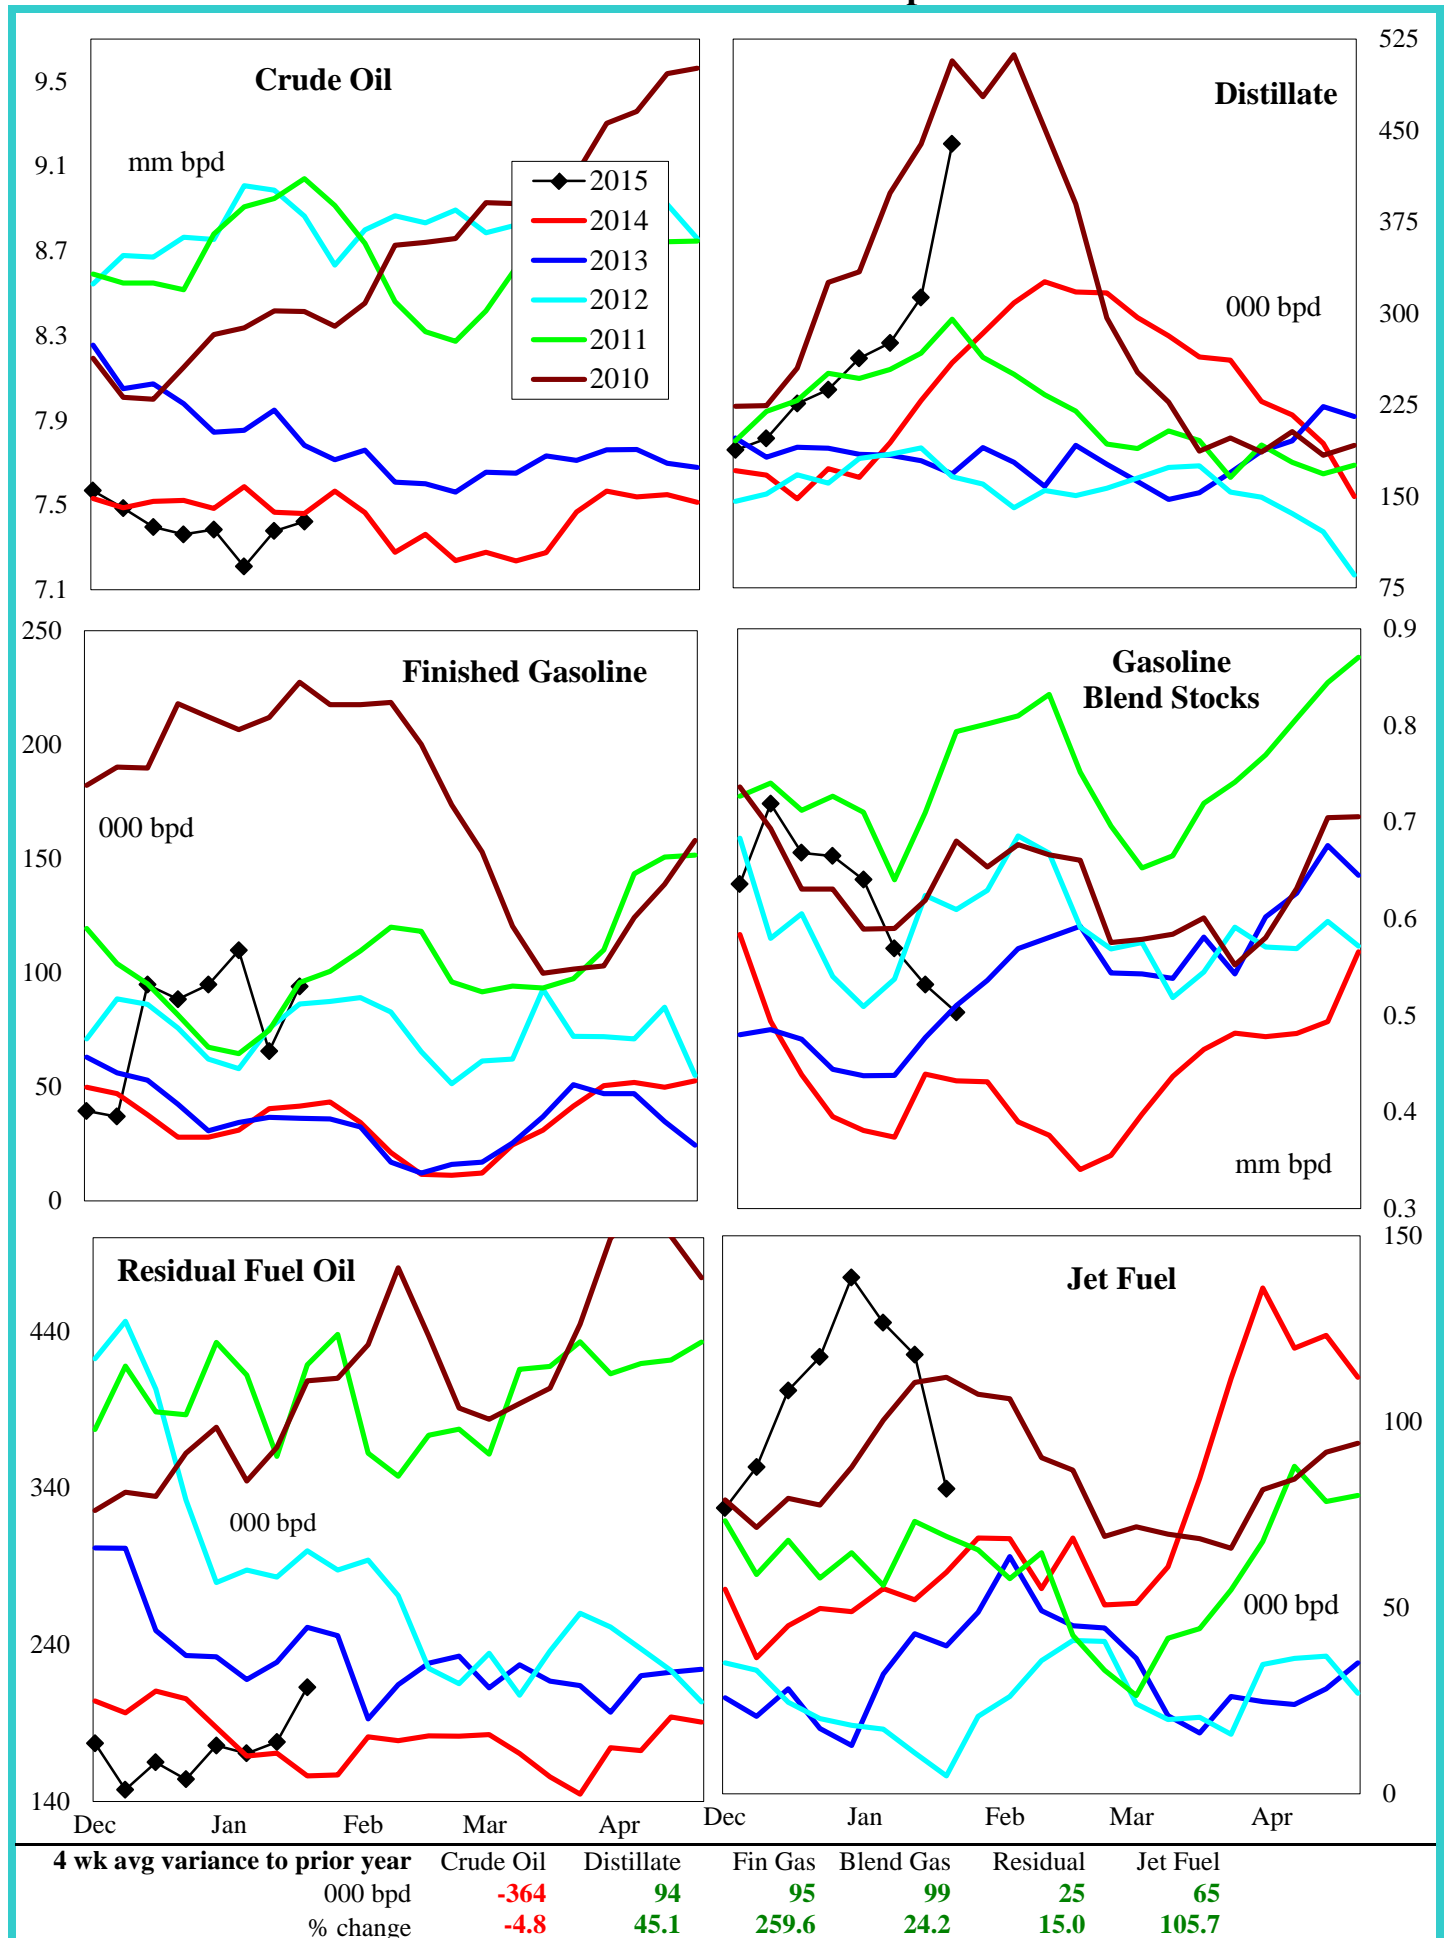 Crude Oil
mm bpd
9.5
9.1
8.7
8.3
7.9
7.5
7.1
2015
2014
2013
2012
2011
2010
Distillate
000 bpd
525
450
375
300
225
150
75
Finished Gasoline
000 bpd
250
200
150
100
50
0
Gasoline
Blend Stocks
mm bpd
0.9
0.8
0.7
0.6
0.5
0.4
0.3
Residual Fuel Oil
000 bpd
440
340
240
140
Dec Jan Feb Mar Apr
Jet Fuel
000 bpd
150
100
50
0
Dec Jan Feb Mar Apr
4 wk avg variance to prior year Crude Oil Distillate Fin Gas Blend Gas Residual Jet Fuel
000 bpd -364 94 95 99 25 65
% change -4.8 45.1 259.6 24.2 15.0 105.7